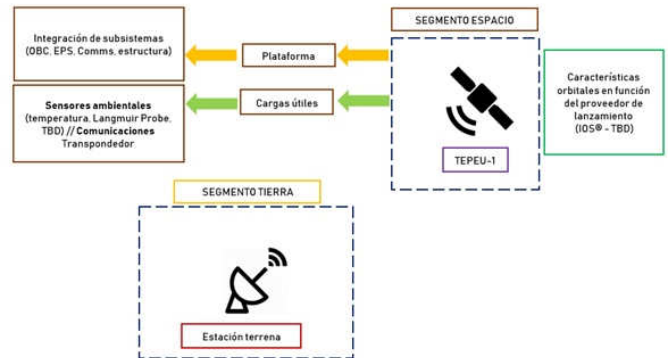 SEGMENTO ESPACIO
Integración de subsistemas
(OBC, EPS, Comms, estructura)
Plataforma
Sensores ambientales
(temperatura, Langmuir Probe,
TBD) // Comunicaciones
Transpondedor
Cargas útiles
TEPEU-1
Características
orbitales en función
del proveedor de
lanzamiento
(IOS® - TBD)
SEGMENTO TIERRA
Estación terrena